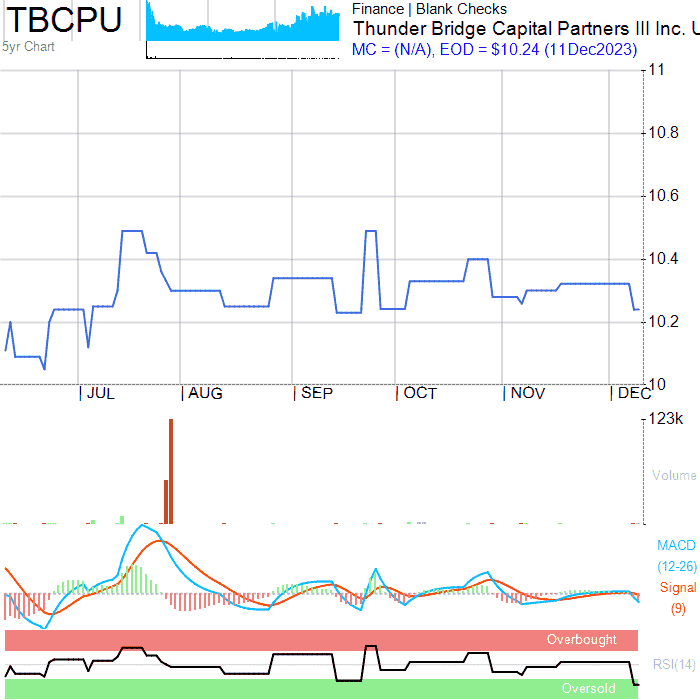 TBCPU
5yr Chart
Finance | Blank Checks
Thunder Bridge Capital Partners III Inc. U
MC = (N/A), EOD = $10.24 (11Dec2023)
11
10.8
10.6
10.4
10.2
10
JUL
AUG
SEP
OCT
NOV
DEC
123k
Volume
MACD
(12-26)
Signal
(9)
Overbought
RSI(14)
Oversold